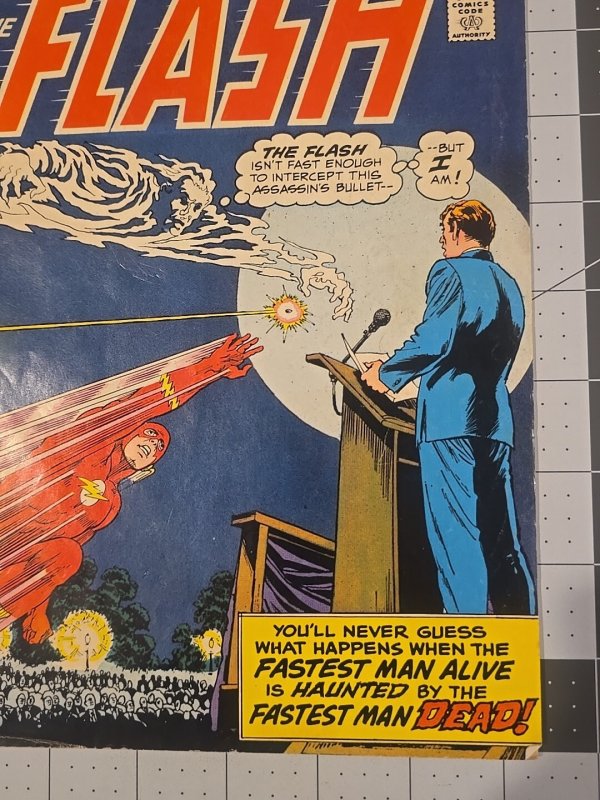 THE
FLASH
COMICS
CODE
AUTHORITY
THE FLASH
ISN'T FAST ENOUGH
TO INTERCEPT THIS
ASSASSIN'S BULLET--
--BUT
I
AM!
YOU'LL NEVER GUESS
WHAT HAPPENS WHEN THE
FASTEST MAN ALIVE
IS HAUNTED BY THE
FASTEST MAN DEAD!